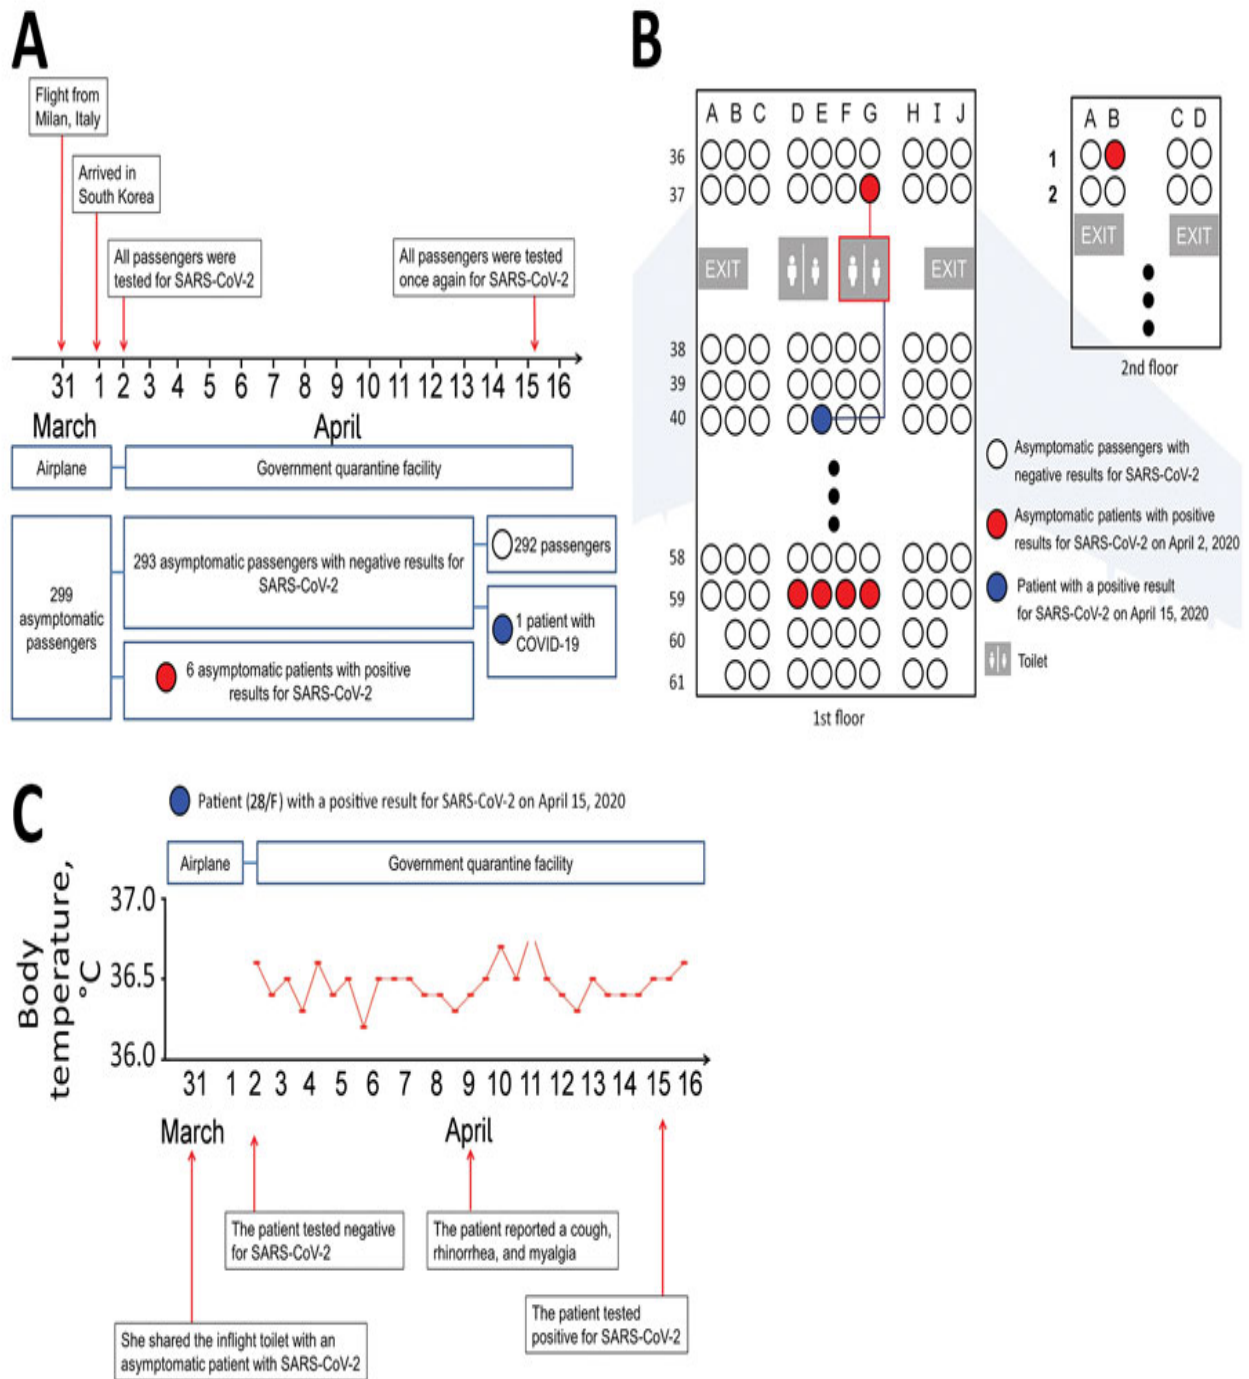 A
Flight from
Milan, Italy
Arrived in
South Korea
All passengers were
tested for SARS-CoV-2
All passengers were tested
once again for SARS-CoV-2
31 1 2 3 4 5 6 7 8 9 10 11 12 13 14 15 16
March April
Airplane
Government quarantine facility
299
asymptomatic
passengers
293 asymptomatic passengers with negative results for
SARS-CoV-2
6 asymptomatic patients with positive
results for SARS-CoV-2
292 passengers
1 patient with
COVID-19
B
A B C D E F G H I J
36
37
EXIT EXIT
38
39
40
58
59
60
61
1st floor
A B C D
1
2
EXIT EXIT
2nd floor
Asymptomatic passengers with
negative results for SARS-CoV-2
Asymptomatic patients with positive
results for SARS-CoV-2 on April 2, 2020
Patient with a positive result
for SARS-CoV-2 on April 15, 2020
Toilet
C
Patient (28/F) with a positive result for SARS-CoV-2 on April 15, 2020
Airplane
Government quarantine facility
Body
temperature,
°C
37.0
36.5
36.0
31 1 2 3 4 5 6 7 8 9 10 11 12 13 14 15 16
March April
The patient tested negative
for SARS-CoV-2
The patient reported a cough,
rhinorrhea, and myalgia
The patient tested
positive for SARS-CoV-2
She shared the inflight toilet with an
asymptomatic patient with SARS-CoV-2